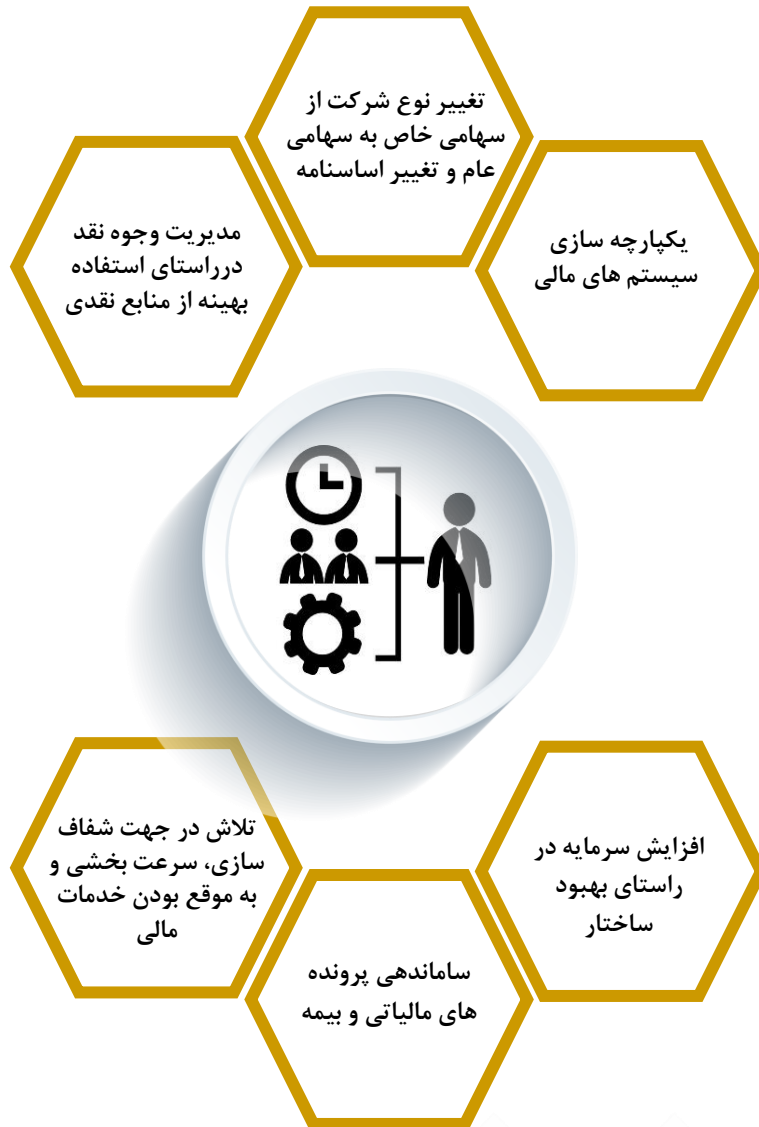 تغییر نوع شرکت از
سهامی خاص به سهامی
عام و تغییر اساسنامه
یکپارچه سازی
سیستم های مالی
مدیریت وجوه نقد
درراستای استفاده
بهینه از منابع نقدی
افزایش سرمایه در
راستای بهبود
ساختار
تلاش در جهت شفاف
سازی، سرعت بخشی و
به موقع بودن خدمات
مالی
ساماندهی پرونده
های مالیاتی و بیمه